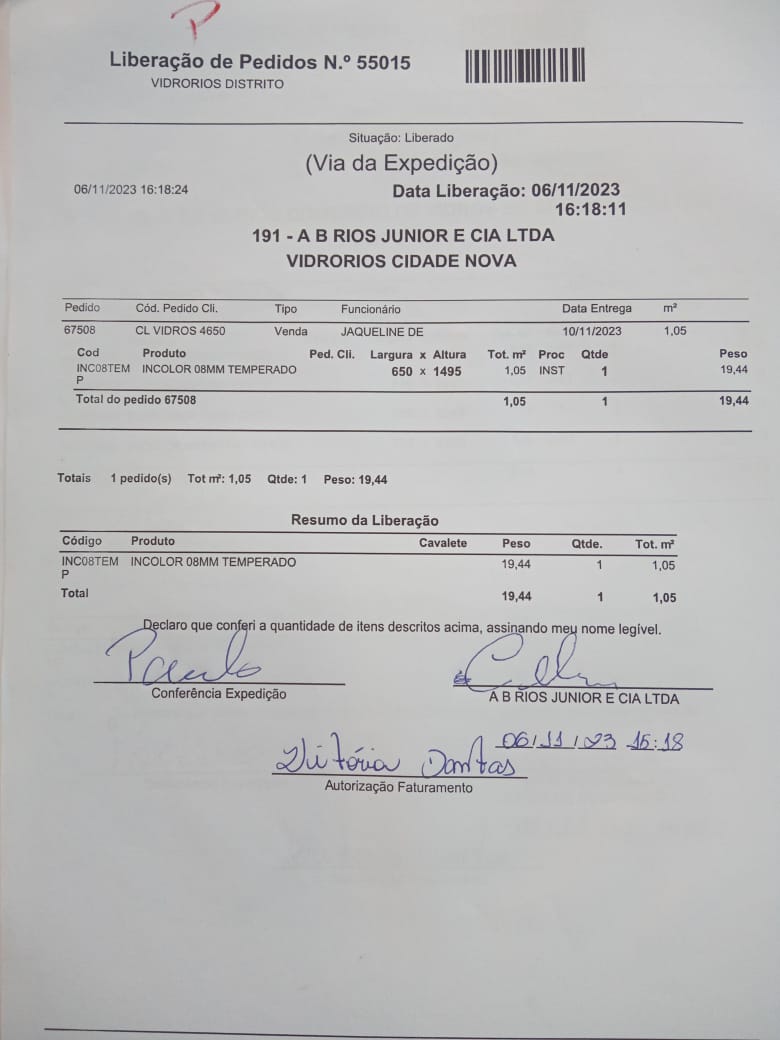 P
Liberação de Pedidos N.º 55015
VIDRORIOS DISTRITO
Situação: Liberado
(Via da Expedição)
06/11/2023 16:18:24 Data Liberação: 06/11/2023
16:18:11
191 - A B RIOS JUNIOR E CIA LTDA
VIDRORIOS CIDADE NOVA
Pedido Cód. Pedido Cli. Tipo Funcionário Data Entrega m²
67508 CL VIDROS 4650 Venda JAQUELINE DE 10/11/2023 1,05
Cod Produto Ped. Cli. Largura x Altura Tot. m² Proc Qtde Peso
INC08TEM INCOLOR 08MM TEMPERADO 650 x 1495 1,05 INST 1 19,44
P
Total do pedido 67508 1,05 1 19,44
Totais 1 pedido(s) Tot m²: 1,05 Qtde: 1 Peso: 19,44
Resumo da Liberação
Código Produto Cavalete Peso Qtde. Tot. m²
INC08TEM INCOLOR 08MM TEMPERADO 19,44 1 1,05
P
Total 19,44 1 1,05
Declaro que conferi a quantidade de itens descritos acima, assinando meu nome legível.
Paulo
Conferência Expedição A B RIOS JUNIOR E CIA LTDA
06/11/23 15:18
Vitória Dantas
Autorização Faturamento